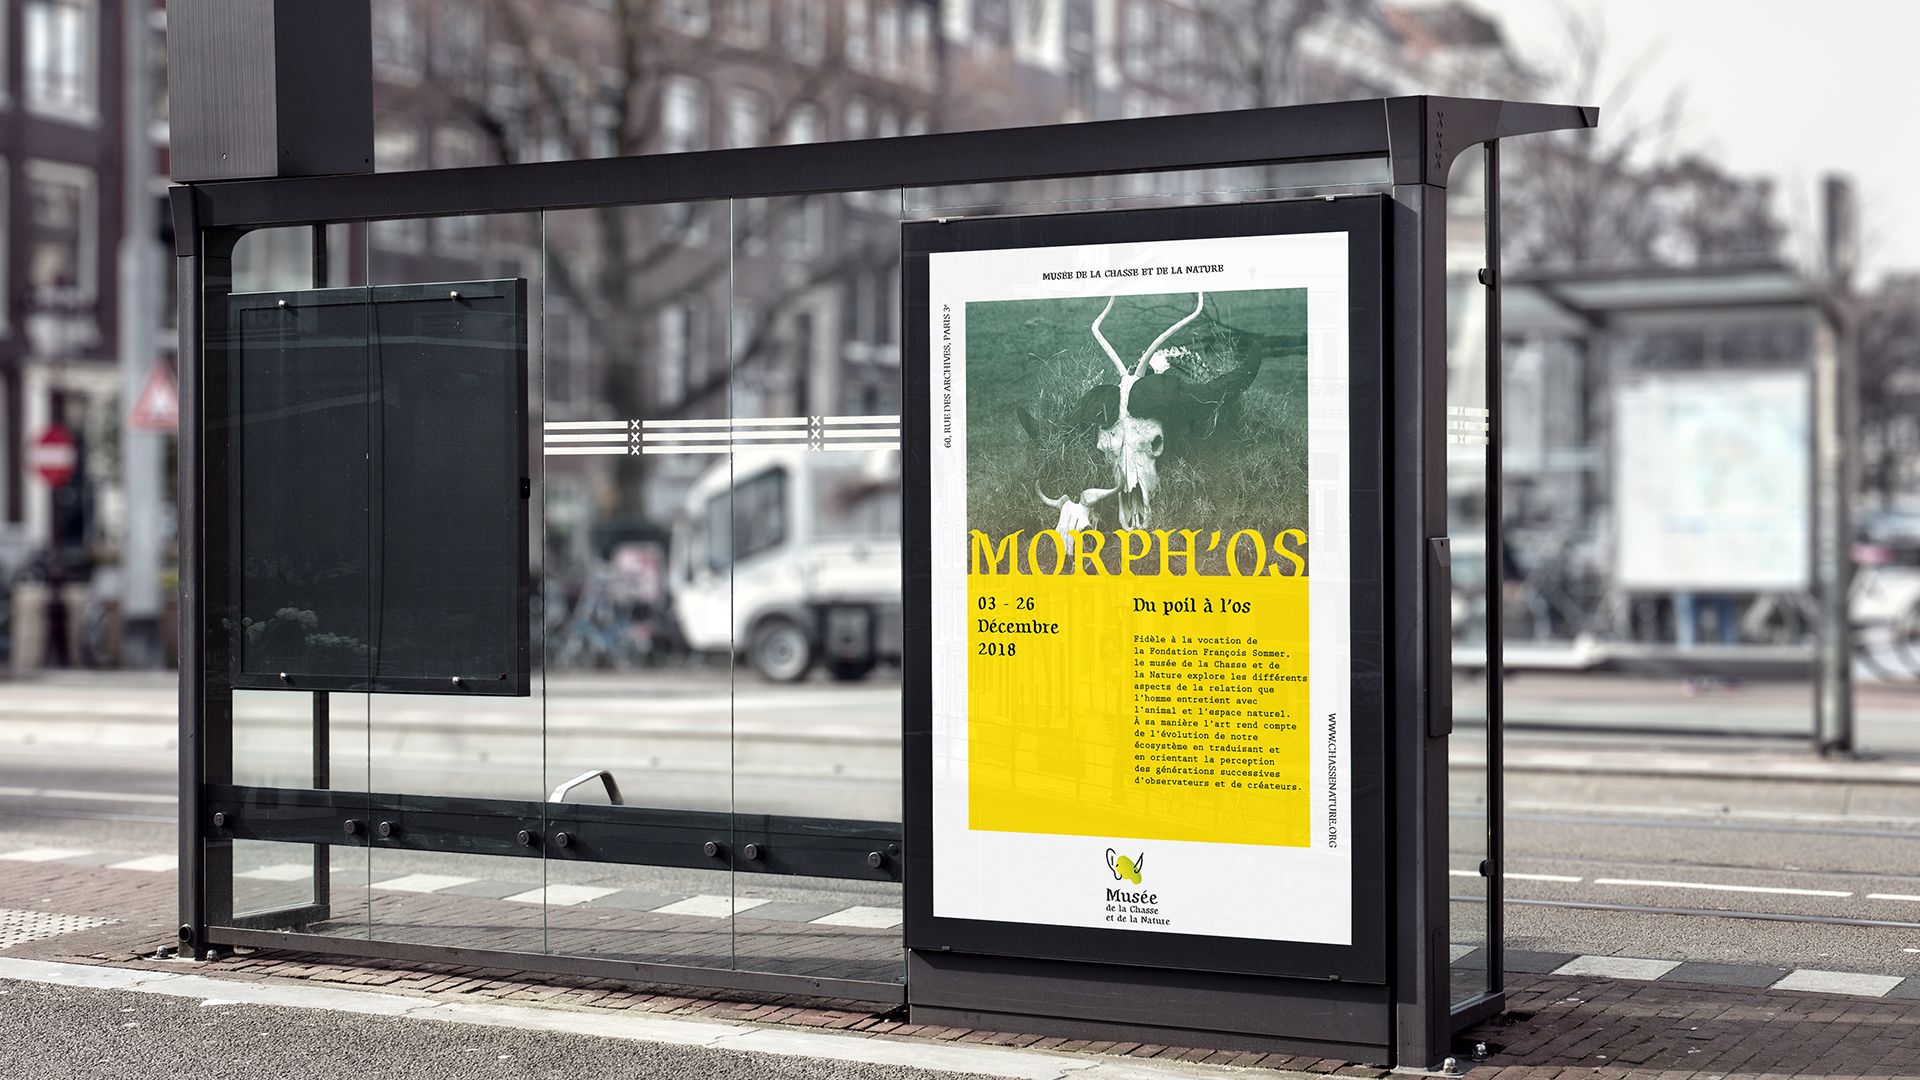 MUSÉE DE LA CHASSE ET DE LA NATURE
60, RUE DES ARCHIVES, PARIS 3e
MORPH'OS
03 - 26
Décembre
2018
Du poil à l'os
Fidèle à la vocation de
la Fondation François Sommer,
le musée de la Chasse et de
la Nature explore les différents
aspects de la relation que
l'homme entretient avec
l'animal et l'espace naturel.
À sa manière l'art rend compte
de l'évolution de notre
écosystème en traduisant et
en orientant la perception
des générations successives
d'observateurs et de créateurs.
WWW.CHASSENATURE.ORG
Musée
de la Chasse
et de la Nature